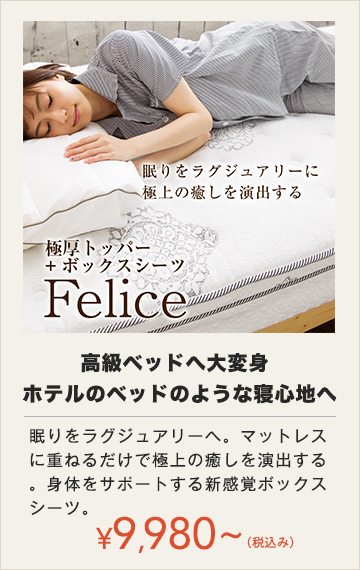 眠りをラグジュアリーに
極上の癒しを演出する
極厚トッパー
+ボックスシーツ
Felice
高級ベッドへ大変身
ホテルのベッドのような寝心地へ
眠りをラグジュアリーへ。マットレス
に重ねるだけで極上の癒しを演出する
。身体をサポートする新感覚ボックス
シーツ。
¥9,980～(税込み)